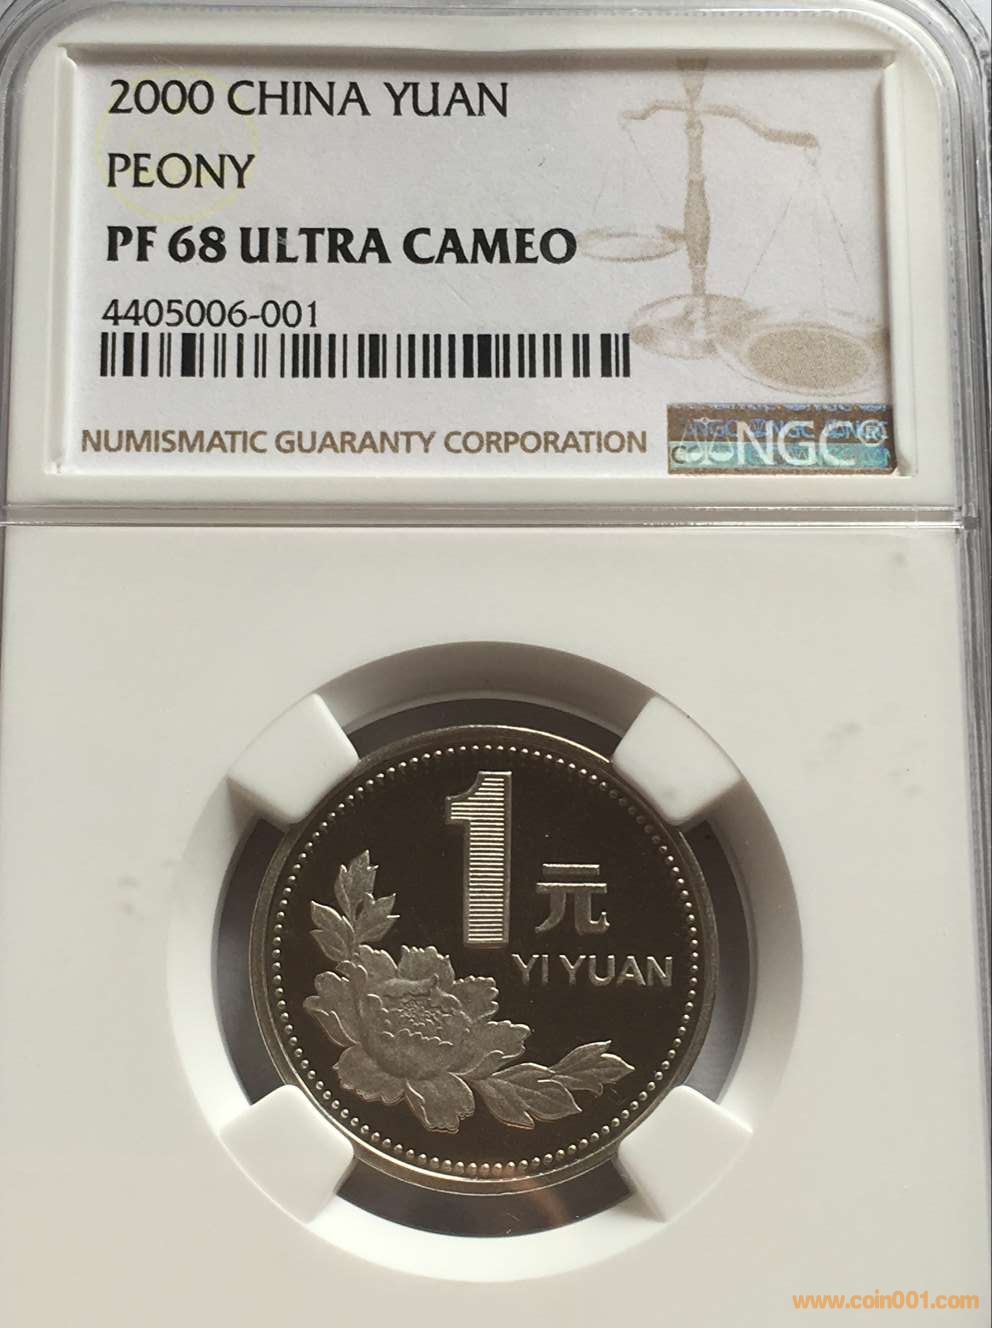 2000 CHINA YUAN
PEONY
PF 68 ULTRA CAMEO
4405006-001
NUMISMATIC GUARANTY CORPORATION
NGC®
1
元
YI YUAN
www.coin001.com